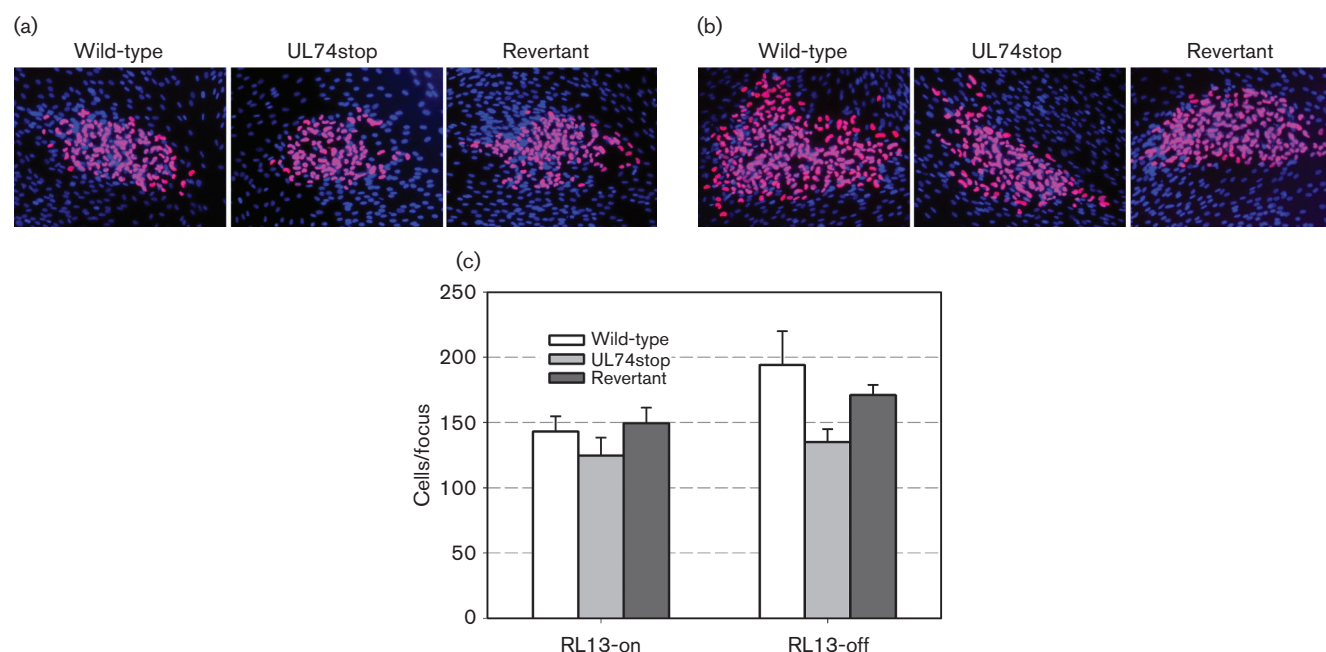 (a)
Wild-type UL74stop Revertant
(b)
Wild-type UL74stop Revertant
(c)
250
200
150
100
50
0
Cells/focus
Wild-type
UL74stop
Revertant
RL13-on RL13-off